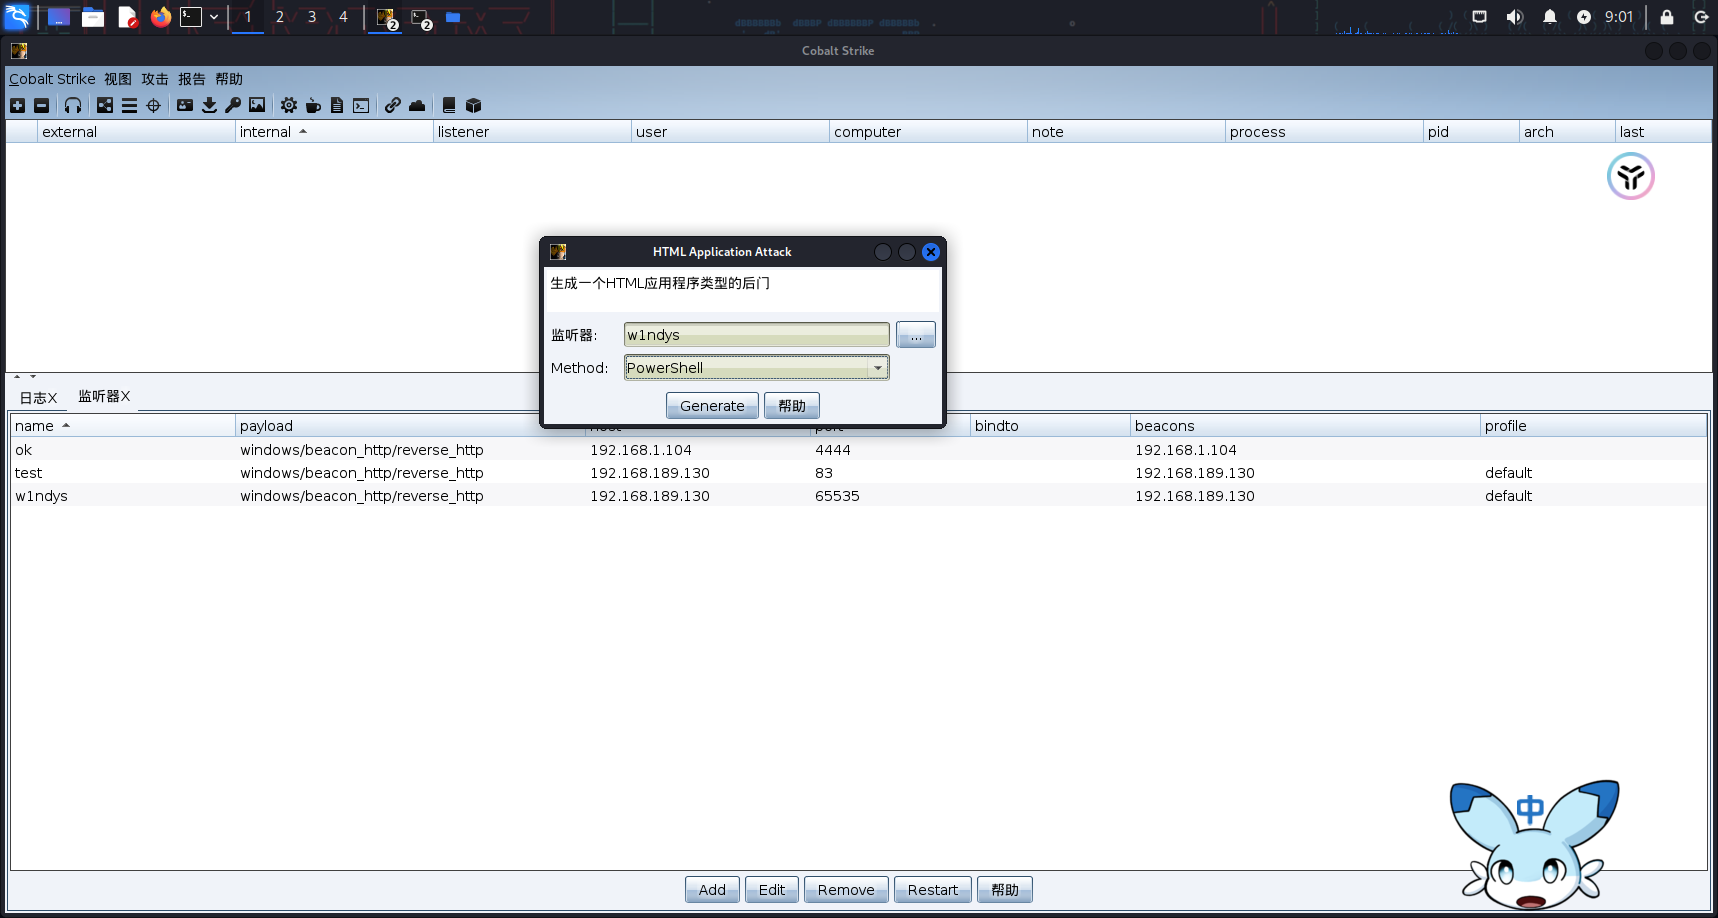 1 2 3 4 2 2 9:01
Cobalt Strike
Cobalt Strike 视图 攻击 报告 帮助
external internal listener user computer note process pid arch last
HTML Application Attack
生成一个HTML应用程序类型的后门
监听器: w1ndys ...
Method: PowerShell
Generate 帮助
日志X 监听器X
name payload host port bindto beacons profile
ok windows/beacon_http/reverse_http 192.168.1.104 4444 192.168.1.104
test windows/beacon_http/reverse_http 192.168.189.130 83 192.168.189.130 default
w1ndys windows/beacon_http/reverse_http 192.168.189.130 65535 192.168.189.130 default
中
Add Edit Remove Restart 帮助